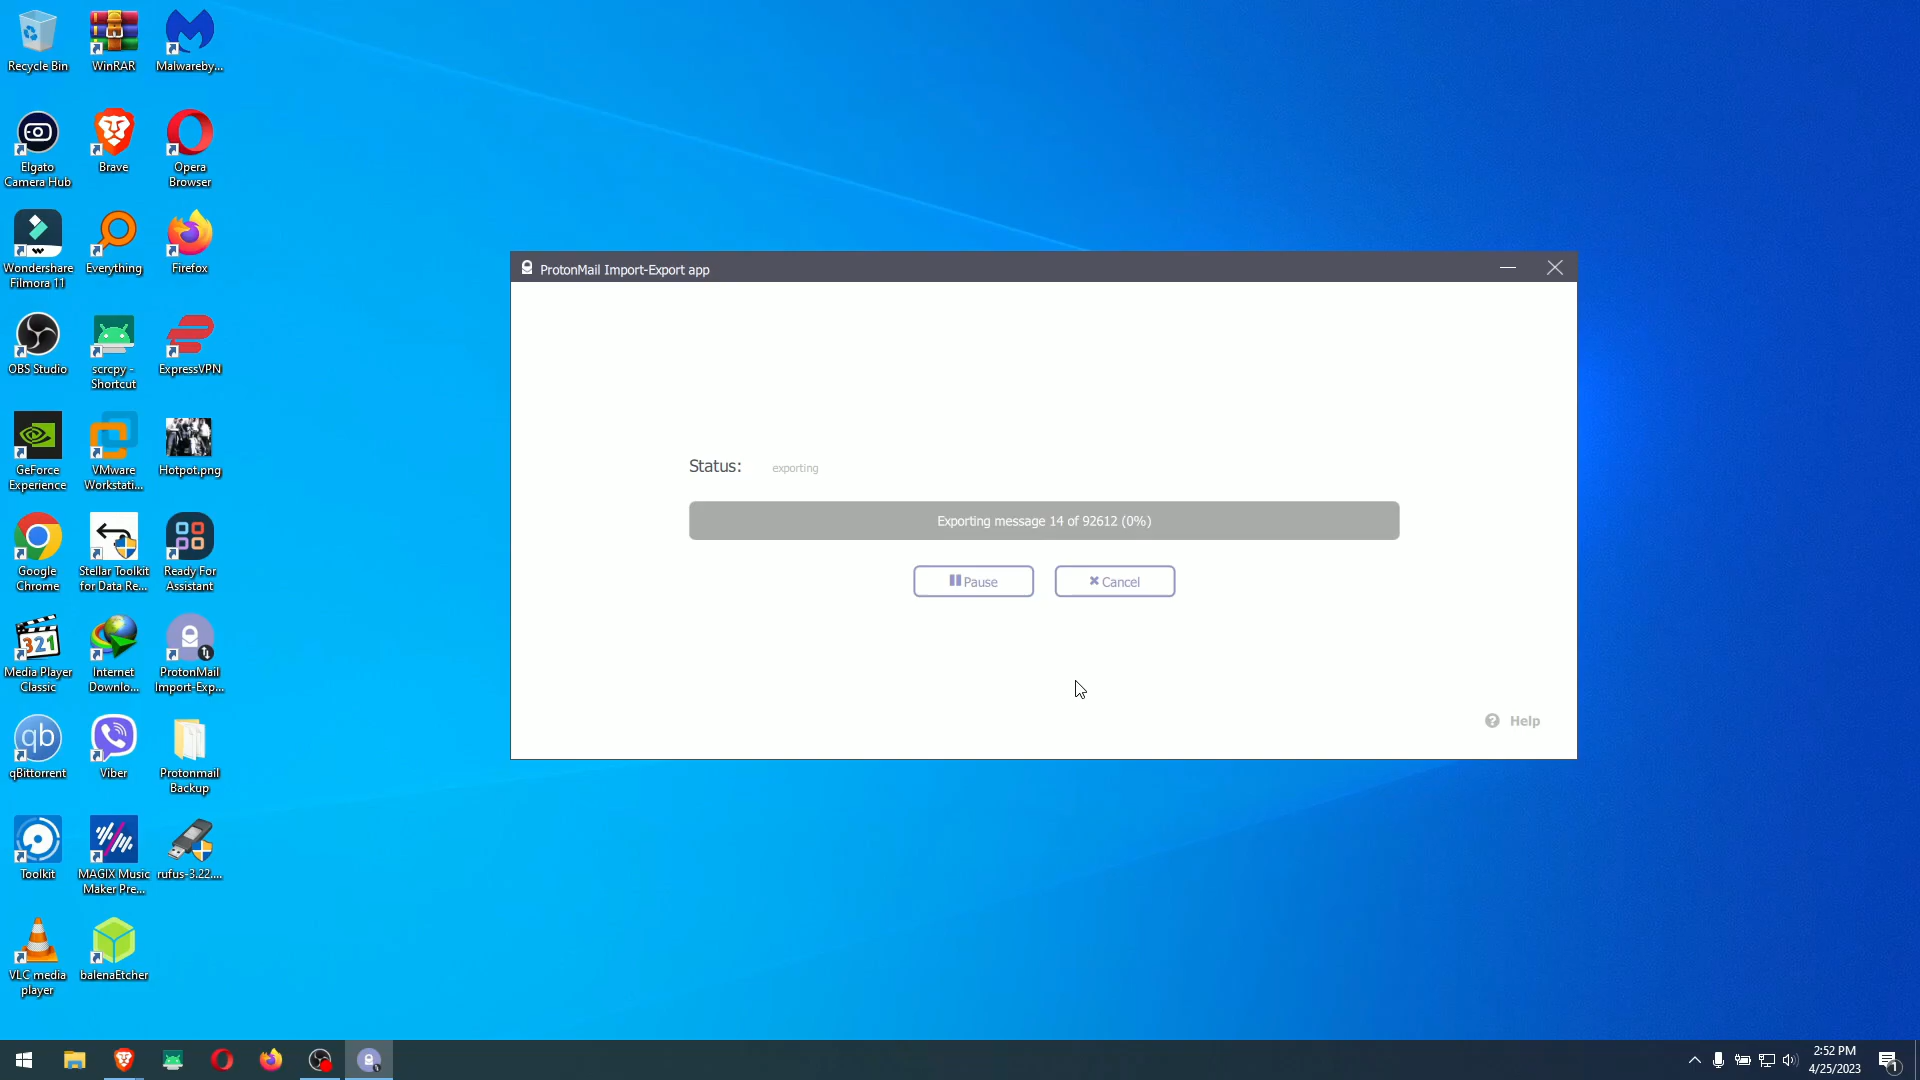 Recycle Bin
WinRAR
Malwareby...
Elgato
Camera Hub
Brave
Opera
Browser
Wondershare
Filmora 11
Everything
Firefox
OBS Studio
scrcpy -
Shortcut
ExpressVPN
GeForce
Experience
VMware
Workstati...
Hotpot.png
Google
Chrome
Stellar Toolkit
for Data Re...
Ready For
Assistant
321
Media Player
Classic
Internet
Downlo...
ProtonMail
Import-Exp...
qb
qBittorrent
Viber
Protonmail
Backup
Toolkit
MAGIX Music
Maker Pre...
rufus-3.22....
VLC media
player
balenaEtcher
ProtonMail Import-Export app
Status: exporting
Exporting message 14 of 92612 (0%)
Pause
Cancel
? Help
2:52 PM
4/25/2023
1